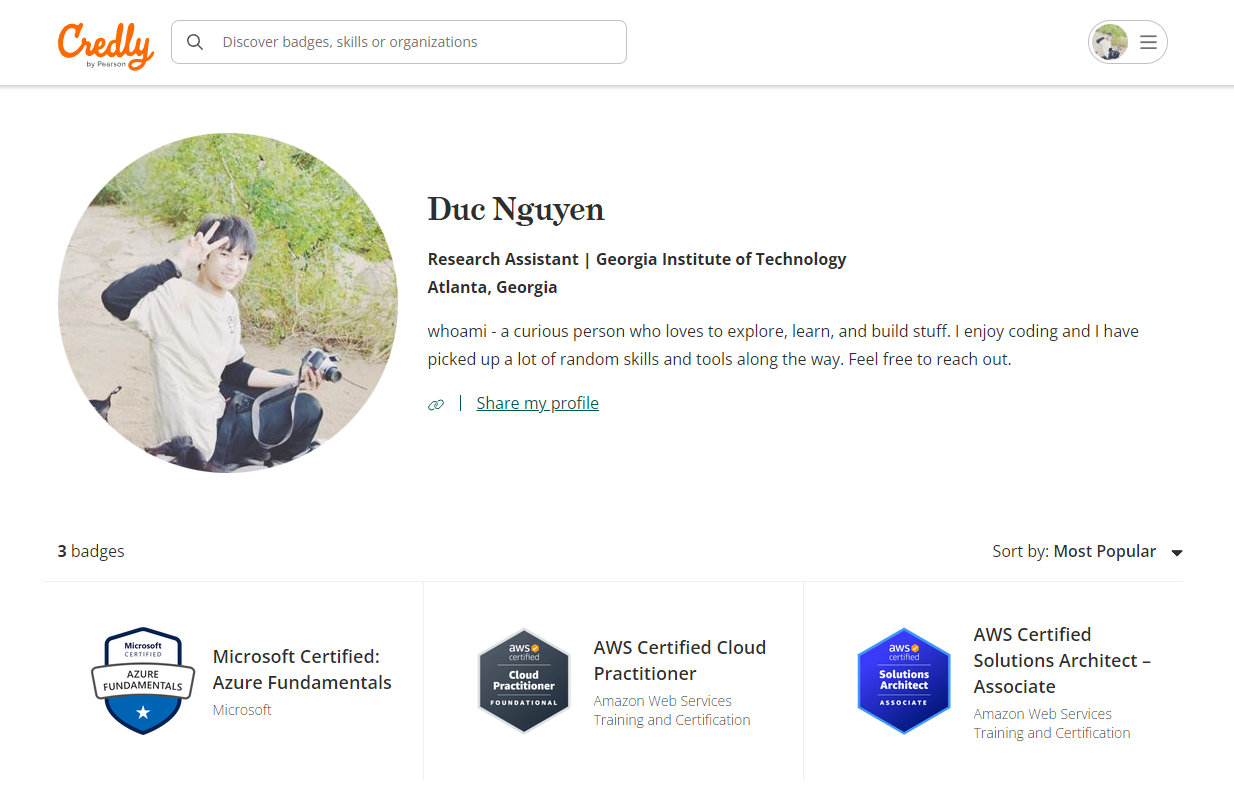 Credly
by Pearson
Discover badges, skills or organizations
Duc Nguyen
Research Assistant | Georgia Institute of Technology
Atlanta, Georgia
whoami - a curious person who loves to explore, learn, and build stuff. I enjoy coding and I have
picked up a lot of random skills and tools along the way. Feel free to reach out.
Share my profile
3 badges
Sort by: Most Popular
Microsoft
CERTIFIED
AZURE
FUNDAMENTALS
Microsoft Certified:
Azure Fundamentals
Microsoft
aws
certified
Cloud
Practitioner
FOUNDATIONAL
AWS Certified Cloud
Practitioner
Amazon Web Services
Training and Certification
aws
certified
Solutions
Architect
ASSOCIATE
AWS Certified
Solutions Architect –
Associate
Amazon Web Services
Training and Certification